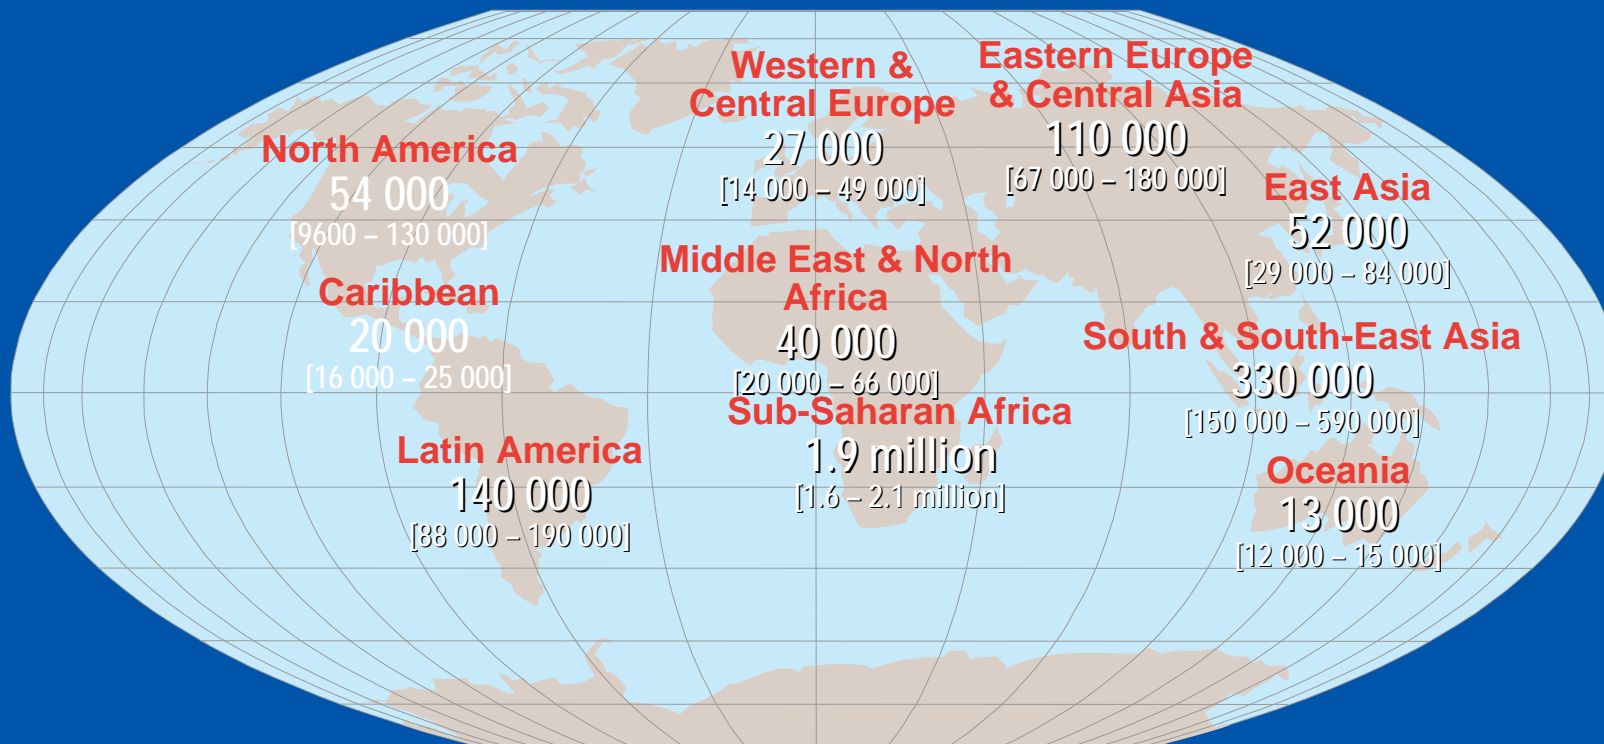 Western &
Central Europe
27 000
[14 000 – 49 000]
Eastern Europe
& Central Asia
110 000
[67 000 – 180 000]
North America
54 000
[9600 – 130 000]
East Asia
52 000
[29 000 – 84 000]
Middle East & North
Africa
40 000
[20 000 – 66 000]
Caribbean
20 000
[16 000 – 25 000]
South & South-East Asia
330 000
[150 000 – 590 000]
Sub-Saharan Africa
1.9 million
[1.6 – 2.1 million]
Latin America
140 000
[88 000 – 190 000]
Oceania
13 000
[12 000 – 15 000]